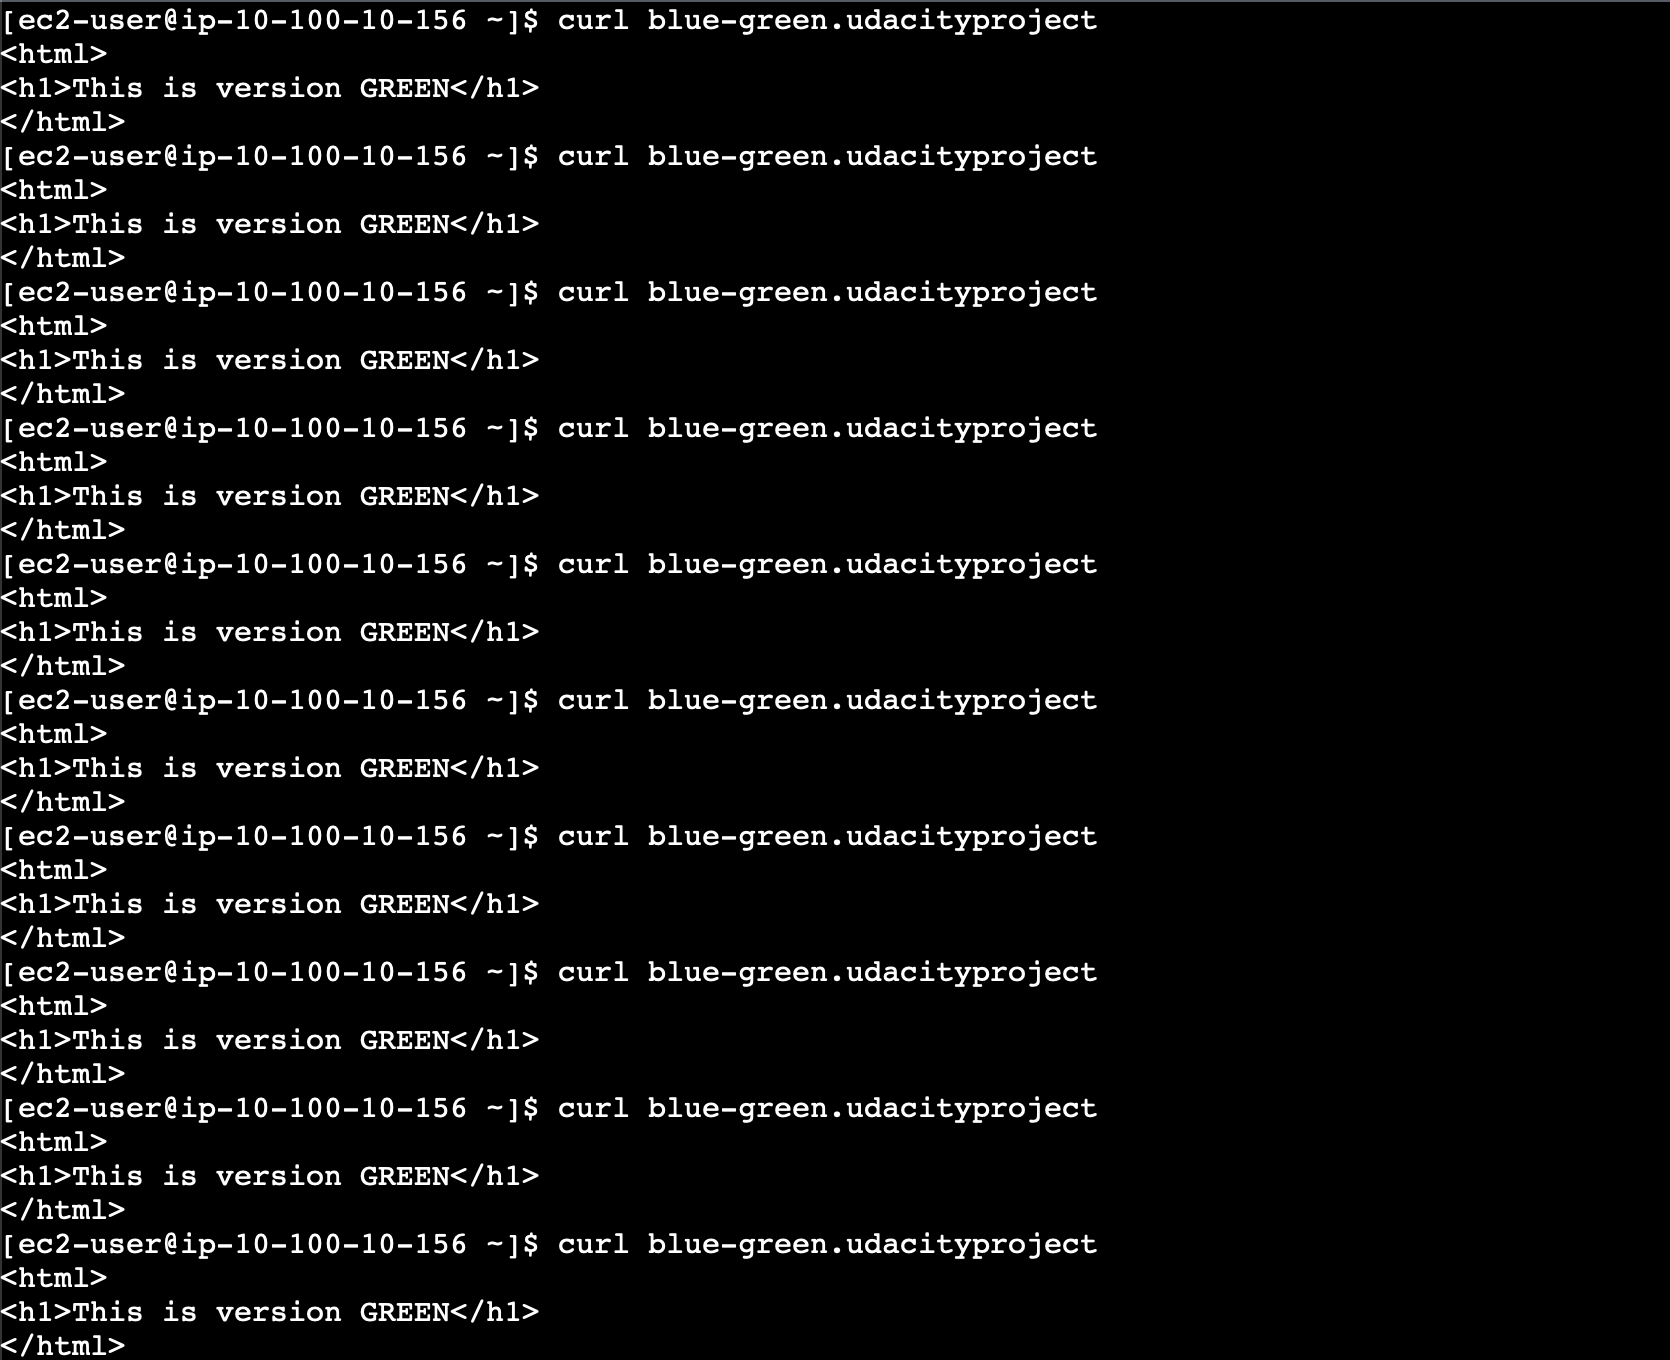 [ec2-user@ip-10-100-10-156 ~]$ curl blue-green.udacityproject
<html>
<h1>This is version GREEN</h1>
</html>
[ec2-user@ip-10-100-10-156 ~]$ curl blue-green.udacityproject
<html>
<h1>This is version GREEN</h1>
</html>
[ec2-user@ip-10-100-10-156 ~]$ curl blue-green.udacityproject
<html>
<h1>This is version GREEN</h1>
</html>
[ec2-user@ip-10-100-10-156 ~]$ curl blue-green.udacityproject
<html>
<h1>This is version GREEN</h1>
</html>
[ec2-user@ip-10-100-10-156 ~]$ curl blue-green.udacityproject
<html>
<h1>This is version GREEN</h1>
</html>
[ec2-user@ip-10-100-10-156 ~]$ curl blue-green.udacityproject
<html>
<h1>This is version GREEN</h1>
</html>
[ec2-user@ip-10-100-10-156 ~]$ curl blue-green.udacityproject
<html>
<h1>This is version GREEN</h1>
</html>
[ec2-user@ip-10-100-10-156 ~]$ curl blue-green.udacityproject
<html>
<h1>This is version GREEN</h1>
</html>
[ec2-user@ip-10-100-10-156 ~]$ curl blue-green.udacityproject
<html>
<h1>This is version GREEN</h1>
</html>
[ec2-user@ip-10-100-10-156 ~]$ curl blue-green.udacityproject
<html>
<h1>This is version GREEN</h1>
</html>